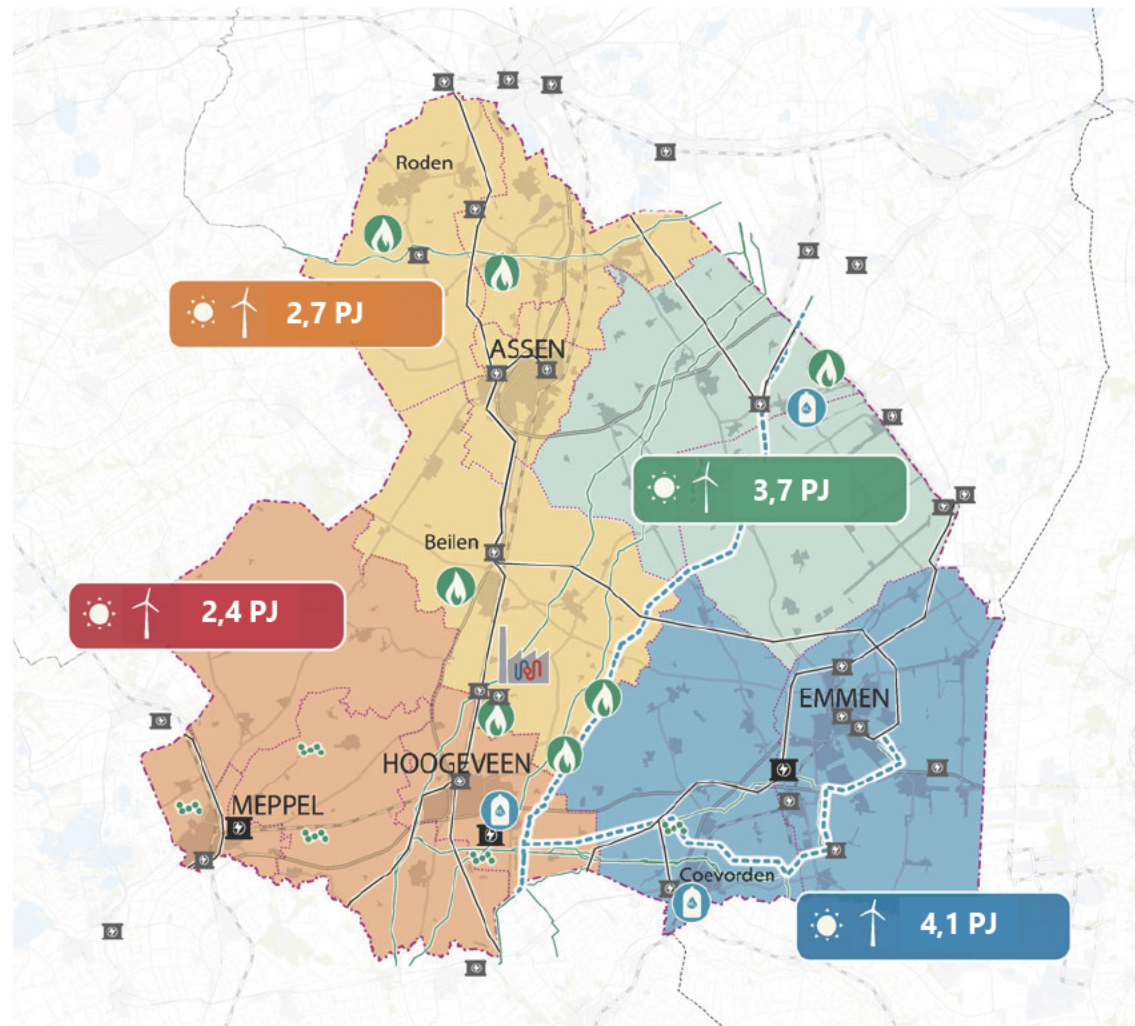 Roden
2,7 PJ
ASSEN
3,7 PJ
Beilen
2,4 PJ
EMMEN
HOOGEVEEN
MEPPEL
Coevorden
4,1 PJ